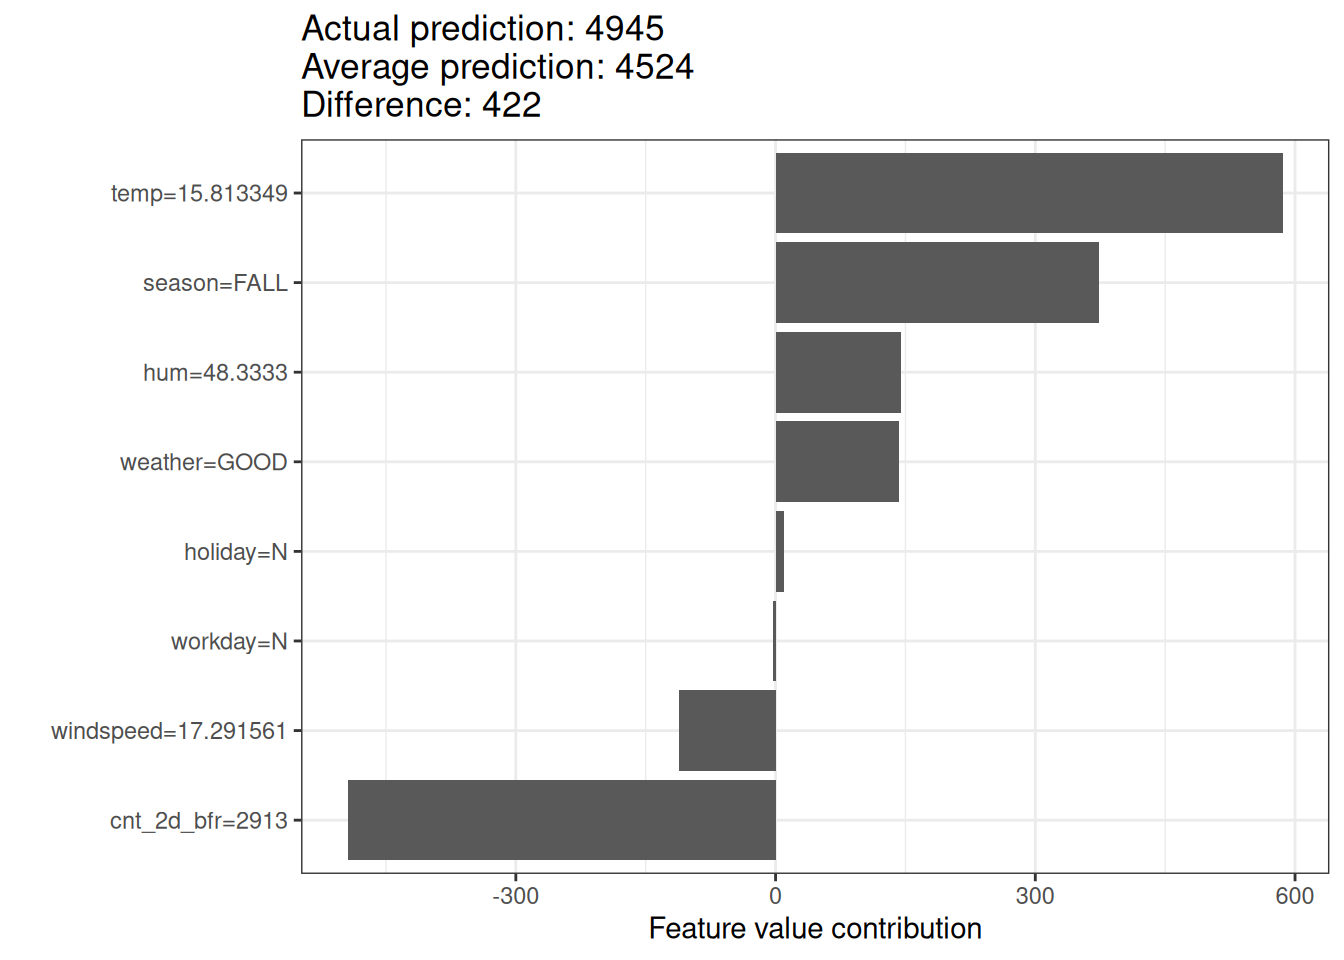 Actual prediction: 4945
Average prediction: 4524
Difference: 422
temp=15.813349
season=FALL
hum=48.3333
weather=GOOD
holiday=N
workday=N
windspeed=17.291561
cnt_2d_bfr=2913
-300 0 300 600
Feature value contribution